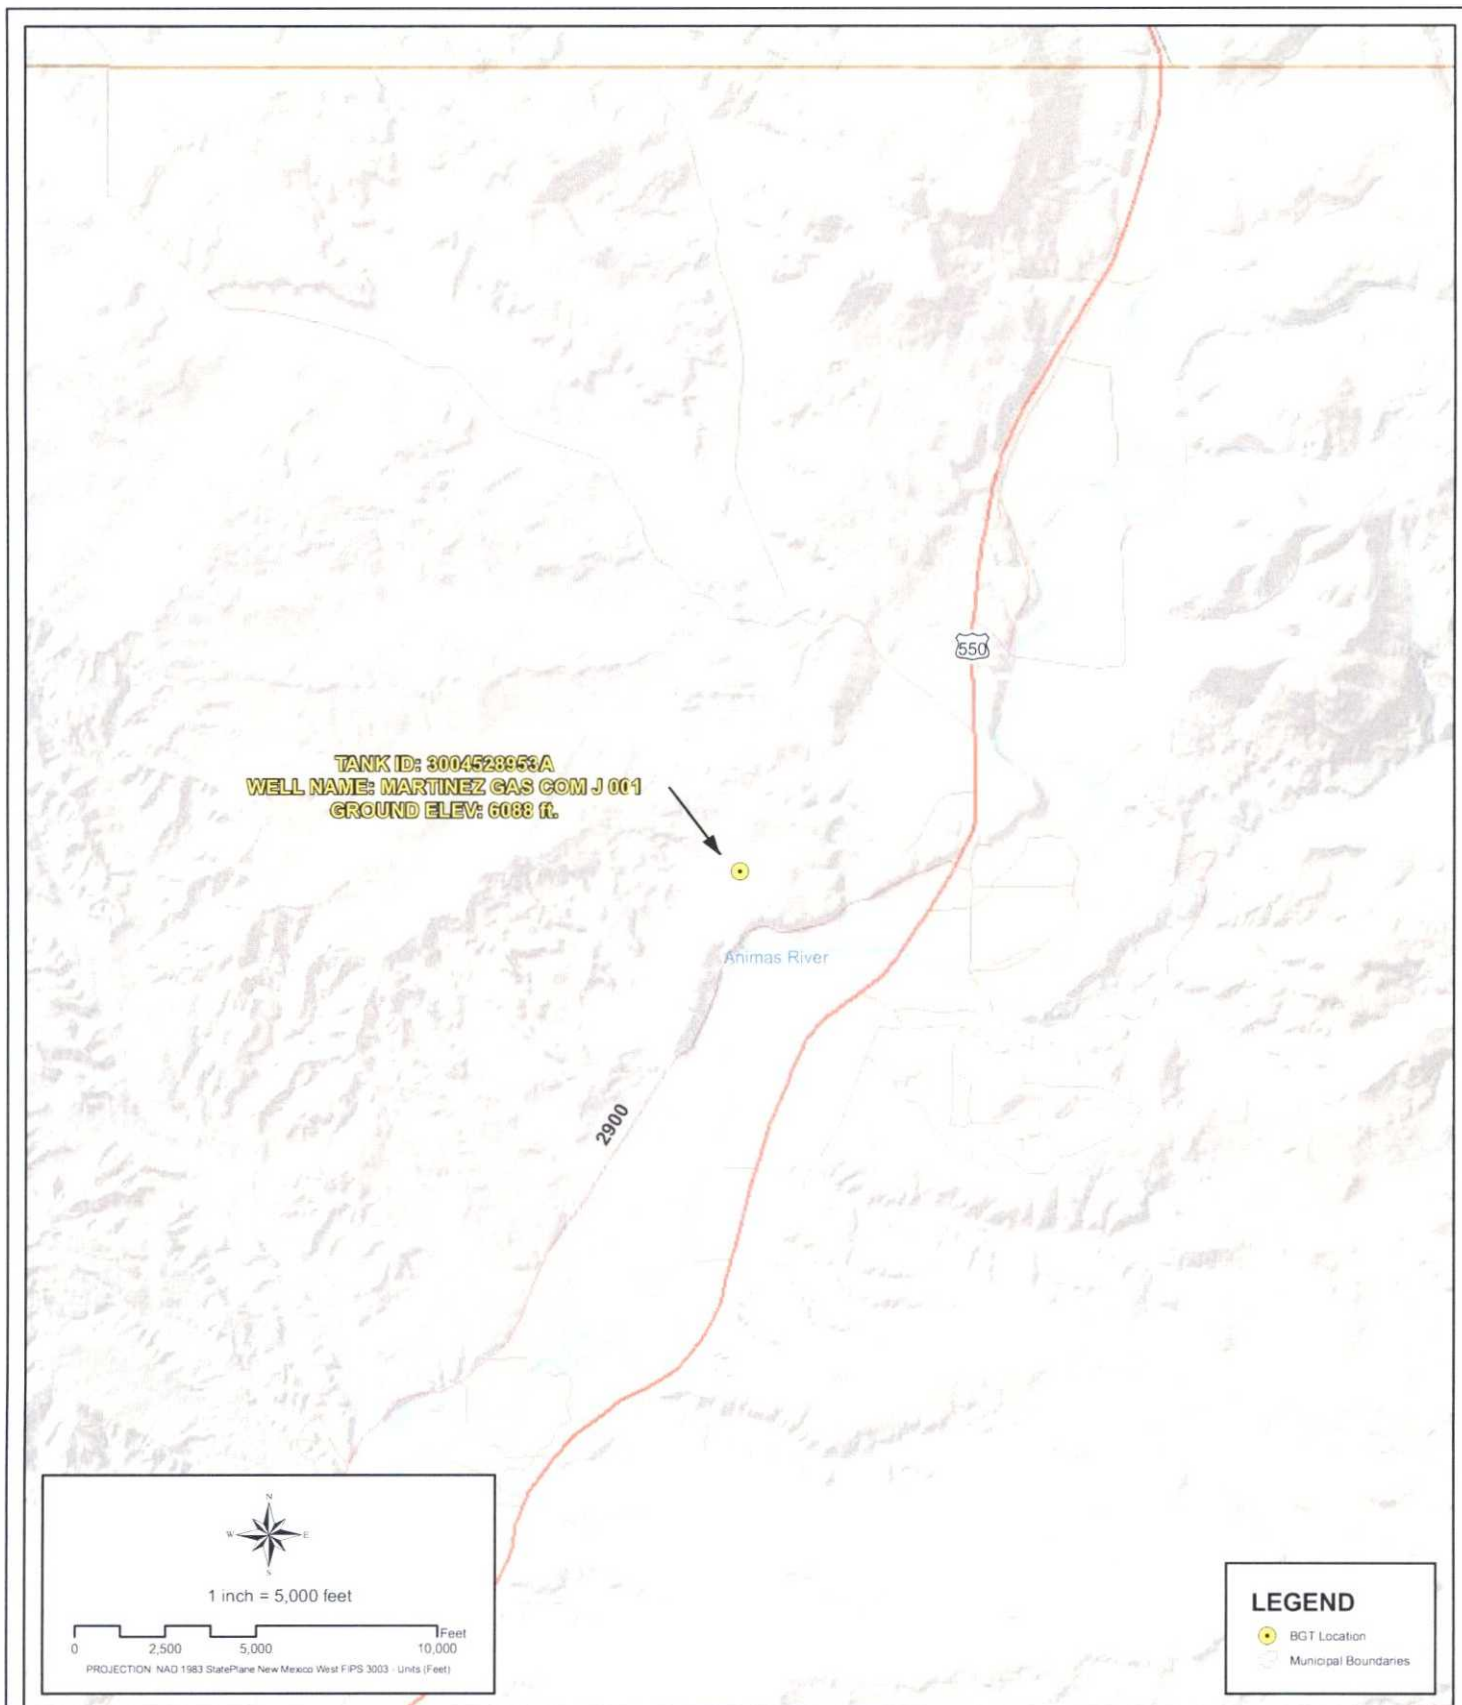 550
TANK ID: 3004528953A
WELL NAME: MARTINEZ GAS COM J 001
GROUND ELEV: 6088 ft.
Animas River
2900
N
W E
S
1 inch = 5,000 feet
Feet
0 2,500 5,000 10,000
PROJECTION: NAD 1983 StatePlane New Mexico West FIPS 3003 - Units (Feet)
LEGEND
BGT Location
Municipal Boundaries